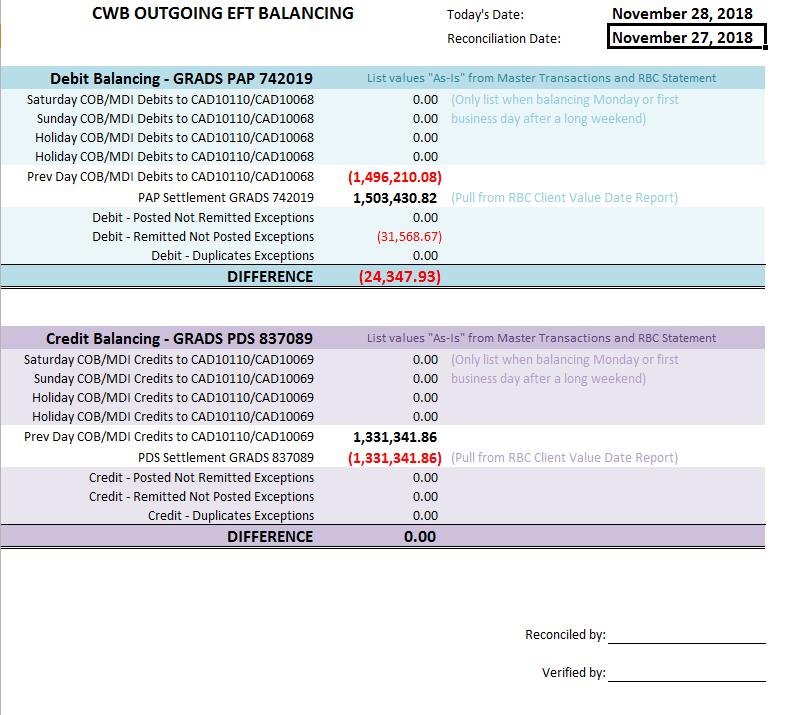 CWB OUTGOING EFT BALANCING
Today's Date: November 28, 2018
Reconciliation Date: November 27, 2018
Debit Balancing - GRADS PAP 742019 List values "As-Is" from Master Transactions and RBC Statement
Saturday COB/MDI Debits to CAD10110/CAD10068 0.00 (Only list when balancing Monday or first
Sunday COB/MDI Debits to CAD10110/CAD10068 0.00 business day after a long weekend)
Holiday COB/MDI Debits to CAD10110/CAD10068 0.00
Holiday COB/MDI Debits to CAD10110/CAD10068 0.00
Prev Day COB/MDI Debits to CAD10110/CAD10068 (1,496,210.08)
PAP Settlement GRADS 742019 1,503,430.82 (Pull from RBC Client Value Date Report)
Debit - Posted Not Remitted Exceptions 0.00
Debit - Remitted Not Posted Exceptions (31,568.67)
Debit - Duplicates Exceptions 0.00
DIFFERENCE (24,347.93)
Credit Balancing - GRADS PDS 837089 List values "As-Is" from Master Transactions and RBC Statement
Saturday COB/MDI Credits to CAD10110/CAD10069 0.00 (Only list when balancing Monday or first
Sunday COB/MDI Credits to CAD10110/CAD10069 0.00 business day after a long weekend)
Holiday COB/MDI Credits to CAD10110/CAD10069 0.00
Holiday COB/MDI Credits to CAD10110/CAD10069 0.00
Prev Day COB/MDI Credits to CAD10110/CAD10069 1,331,341.86
PDS Settlement GRADS 837089 (1,331,341.86) (Pull from RBC Client Value Date Report)
Credit - Posted Not Remitted Exceptions 0.00
Credit - Remitted Not Posted Exceptions 0.00
Credit - Duplicates Exceptions 0.00
DIFFERENCE 0.00
Reconciled by:
Verified by: